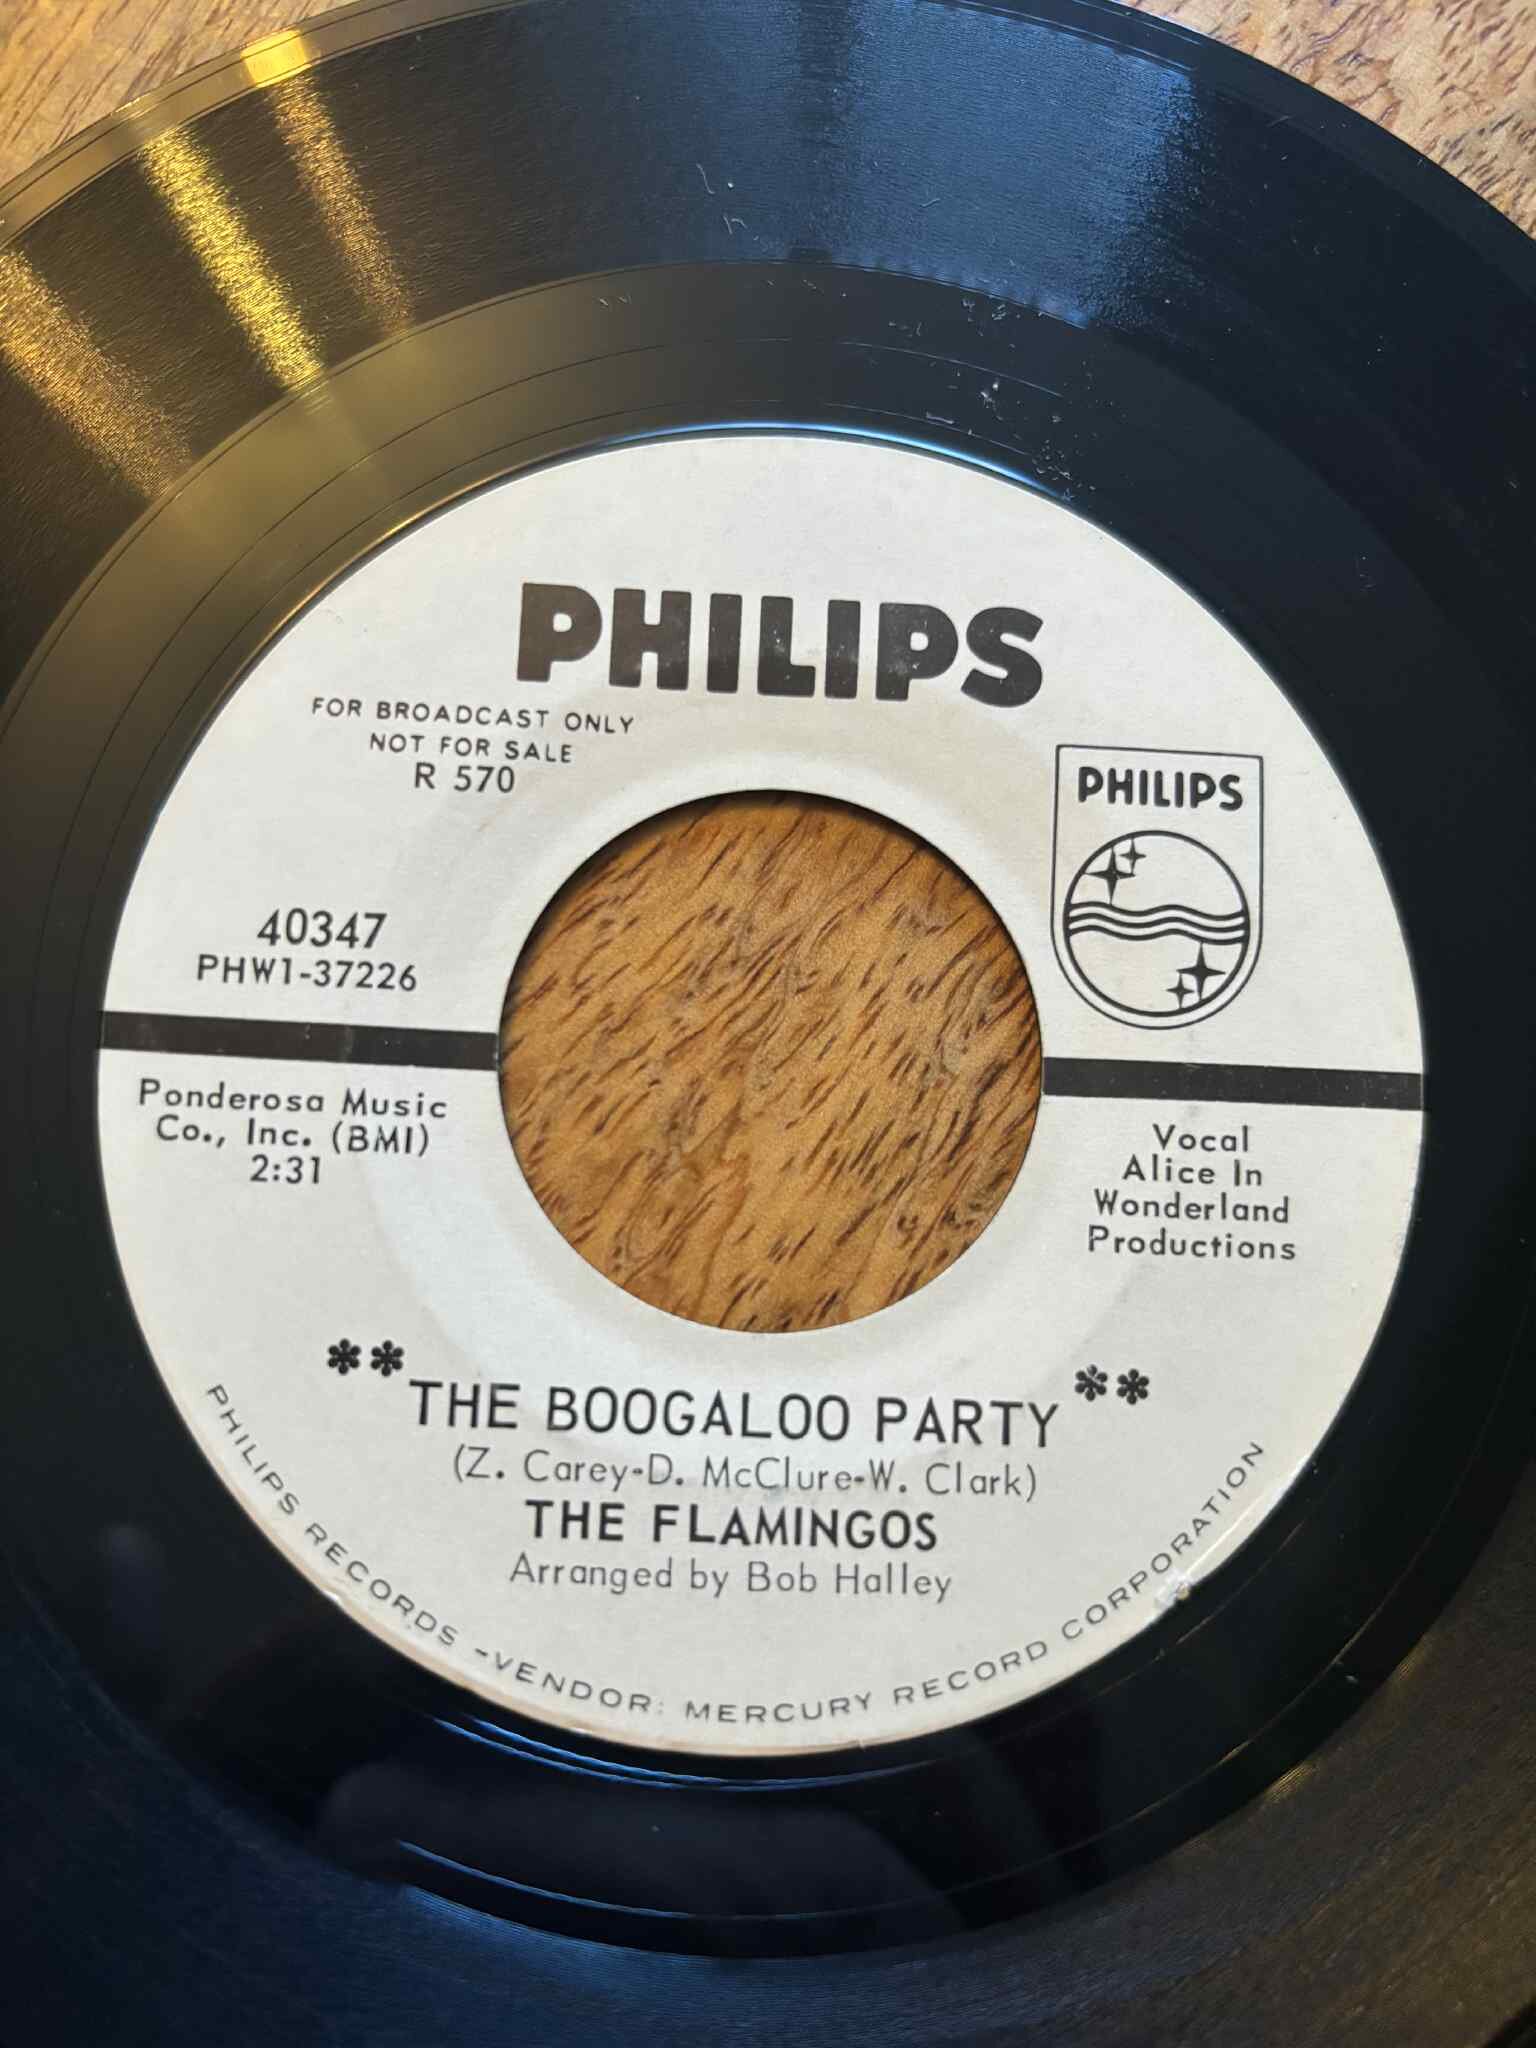 PHILIPS
FOR BROADCAST ONLY
NOT FOR SALE
R 570
PHILIPS
40347
PHW1-37226
Ponderosa Music
Co., Inc. (BMI)
2:31
Vocal
Alice In
Wonderland
Productions
**THE BOOGALOO PARTY**
(Z. Carey-D. McClure-W. Clark)
THE FLAMINGOS
Arranged by Bob Halley
PHILIPS RECORDS -VENDOR: MERCURY RECORD CORPORATION